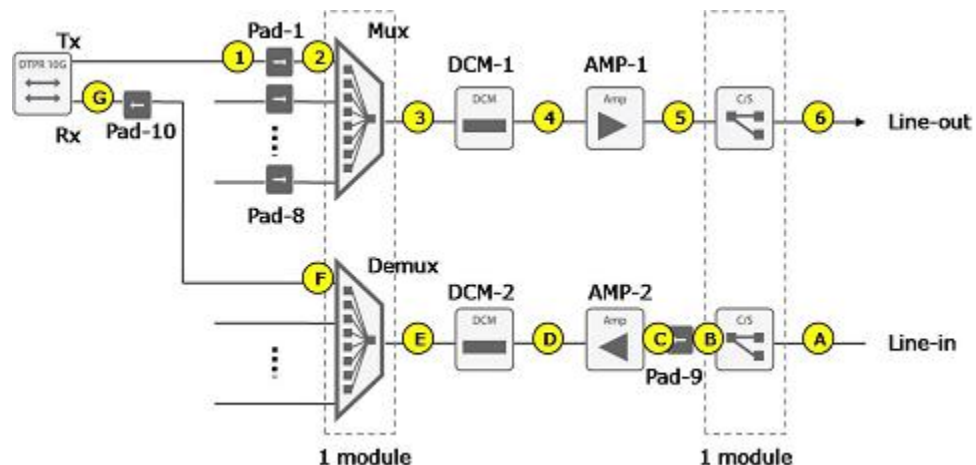 Tx
Pad-1
Mux
DTPR 10G
1
2
DCM-1
AMP-1
DCM
Amp
C/S
G
Pad-10
Rx
3
4
5
6
Line-out
Pad-8
Demux
F
DCM-2
AMP-2
DCM
Amp
C/S
E
D
C
B
A
Line-in
Pad-9
1 module
1 module